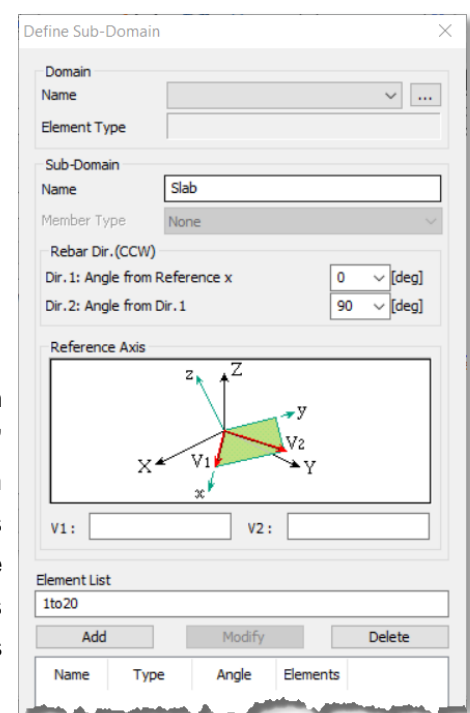 Define Sub-Domain
Domain
Name
...
Element Type
Sub-Domain
Name Slab
Member Type None
Rebar Dir.(CCW)
Dir.1: Angle from Reference x 0 [deg]
Dir.2: Angle from Dir.1 90 [deg]
Reference Axis
z Z
y
V2
X V1 Y
x
V1: V2:
Element List
1to20
Add Modify Delete
Name Type Angle Elements